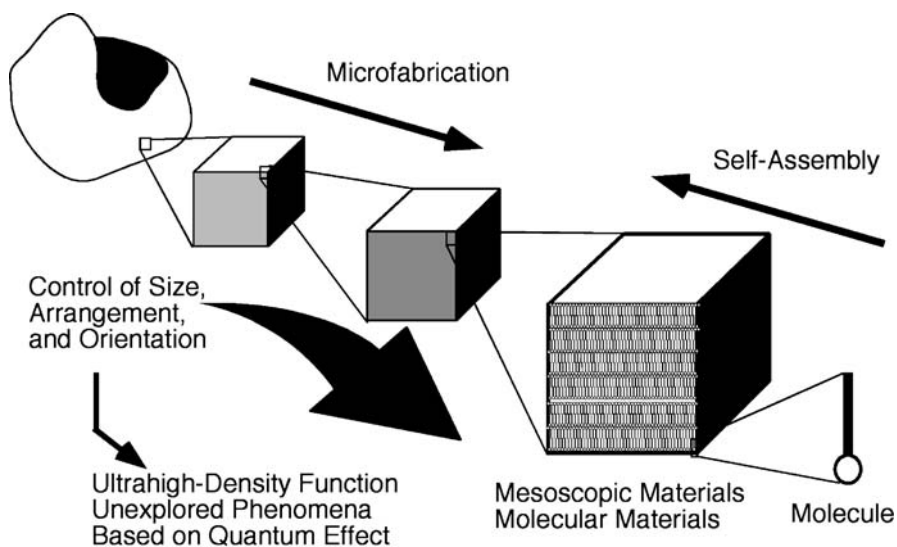 Microfabrication
Self-Assembly
Control of Size,
Arrangement,
and Orientation
Ultrahigh-Density Function
Unexplored Phenomena
Based on Quantum Effect
Mesoscopic Materials
Molecular Materials
Molecule